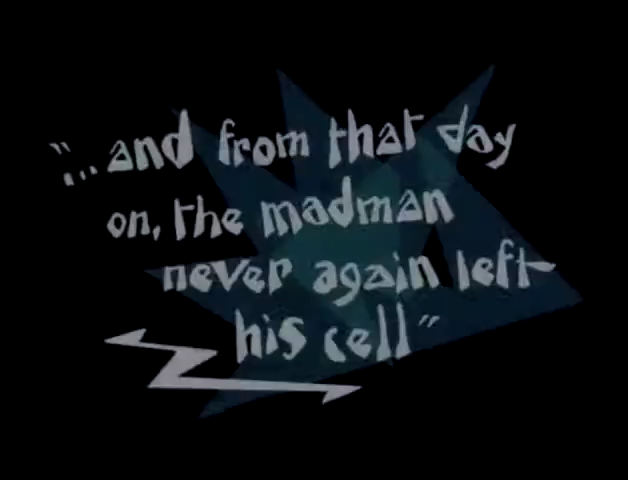 "...and from that day
on, the madman
never again left
his cell"